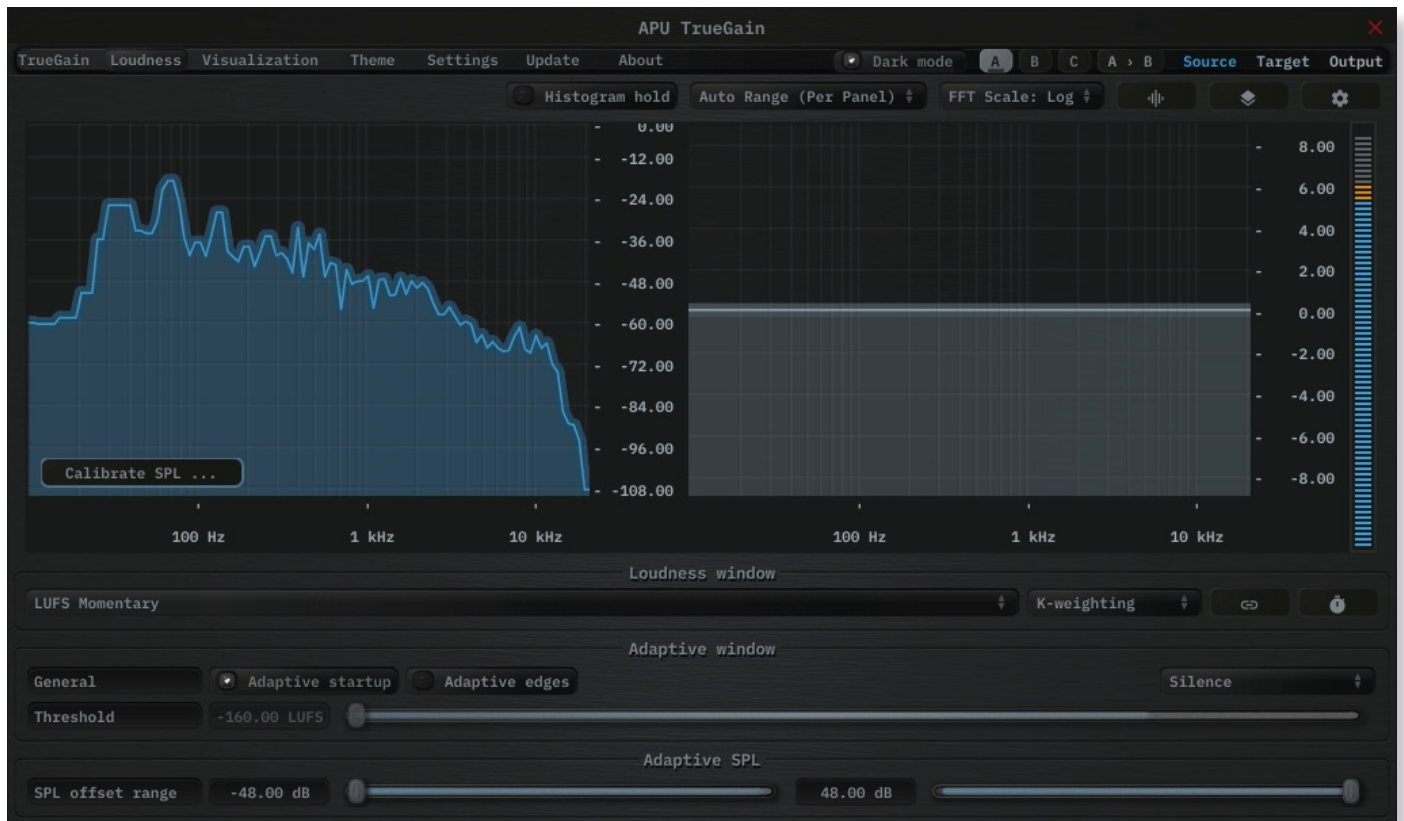 APU TrueGain
TrueGain Loudness Visualization Theme Settings Update About Dark mode A B C A › B Source Target Output
Histogram hold Auto Range (Per Panel) FFT Scale: Log
0.00
-12.00
-24.00
-36.00
-48.00
-60.00
-72.00
-84.00
-96.00
-108.00
8.00
6.00
4.00
2.00
0.00
-2.00
-4.00
-6.00
-8.00
Calibrate SPL ...
100 Hz 1 kHz 10 kHz 100 Hz 1 kHz 10 kHz
Loudness window
LUFS Momentary K-weighting
Adaptive window
General Adaptive startup Adaptive edges Silence
Threshold -160.00 LUFS
Adaptive SPL
SPL offset range -48.00 dB 48.00 dB